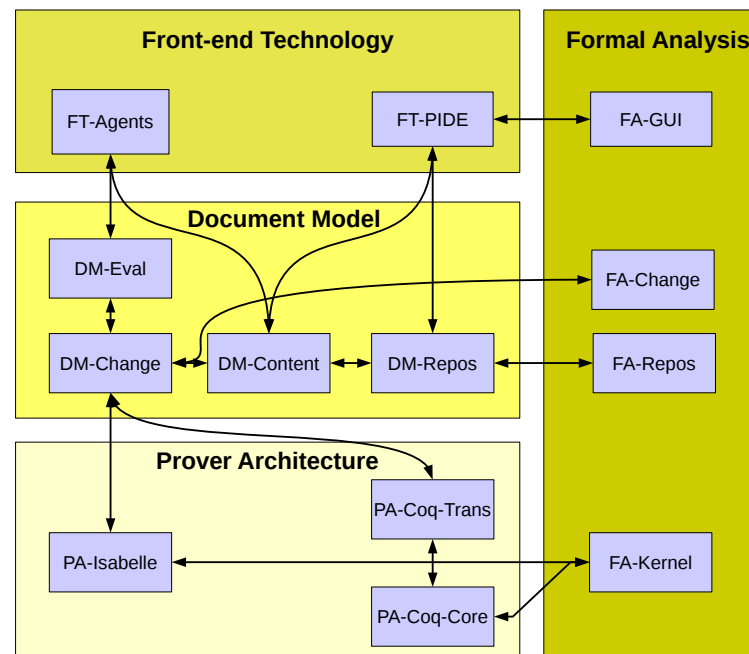 Front-end Technology
Formal Analysis
FT-Agents
FT-PIDE
FA-GUI
Document Model
DM-Eval
FA-Change
DM-Change
DM-Content
DM-Repos
FA-Repos
Prover Architecture
PA-Coq-Trans
PA-Isabelle
FA-Kernel
PA-Coq-Core